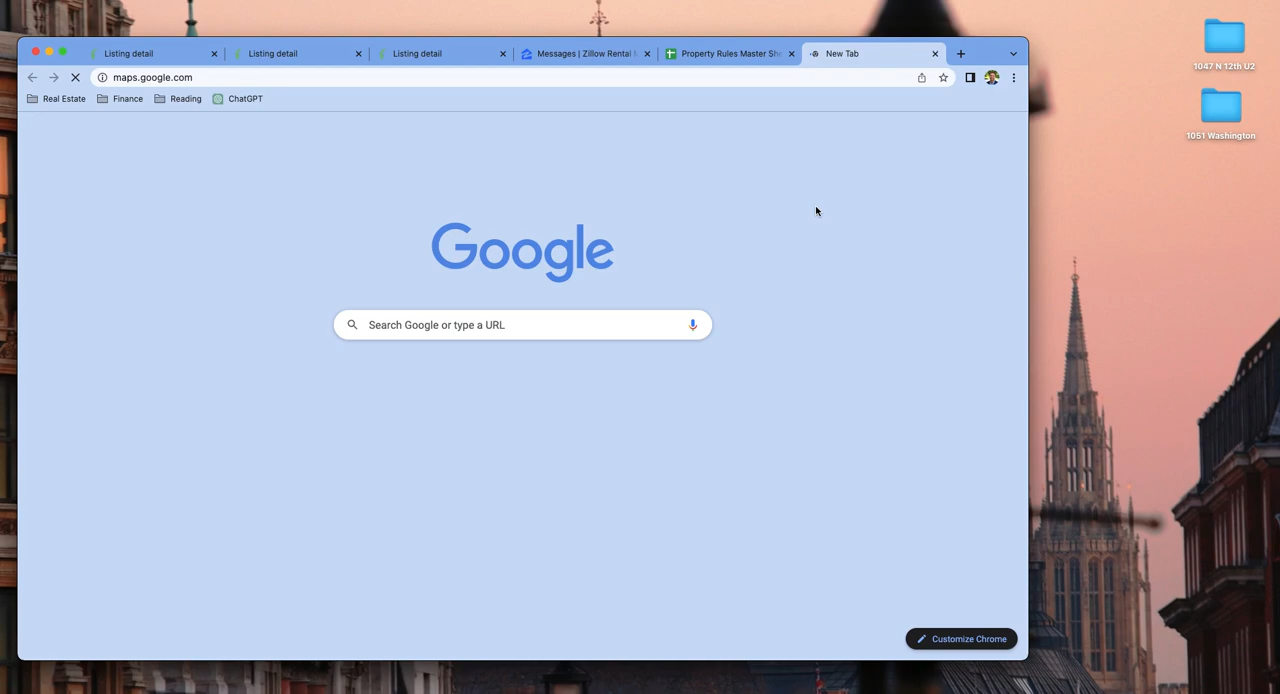 Listing detail
Listing detail
Listing detail
Messages | Zillow Rental
Property Rules Master She
New Tab
maps.google.com
Real Estate
Finance
Reading
ChatGPT
Google
Search Google or type a URL
Customize Chrome
1047 N 12th U2
1051 Washington